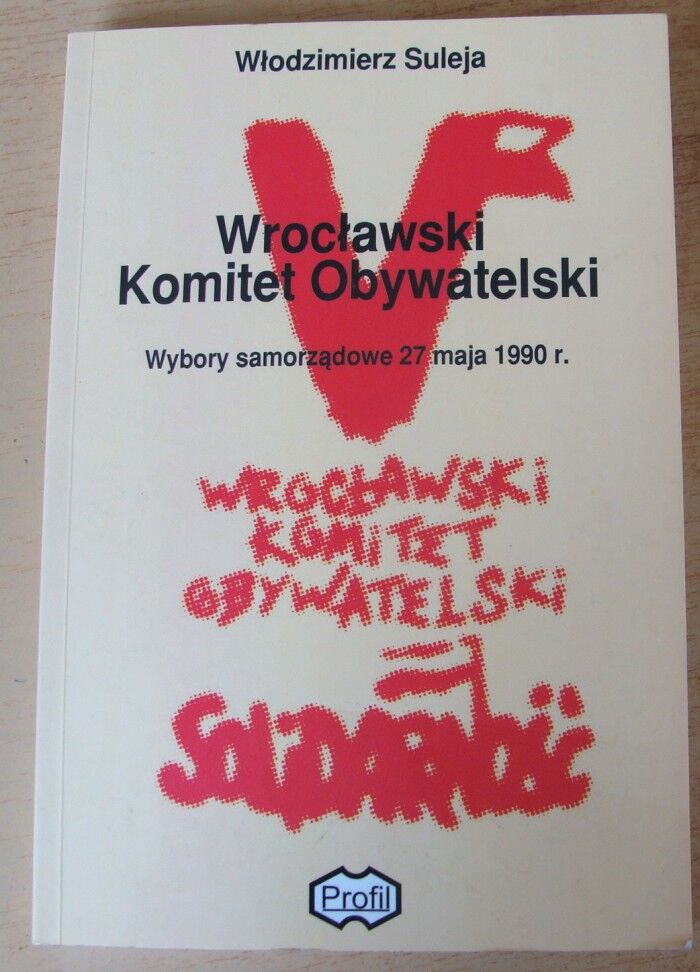 Włodzimierz Suleja
Wrocławski
Komitet Obywatelski
Wybory samorządowe 27 maja 1990 r.
WROCŁAWSKi
KOMiTET
OBYWATELSKi
=
SOLiDARNOŚĆ
Profil